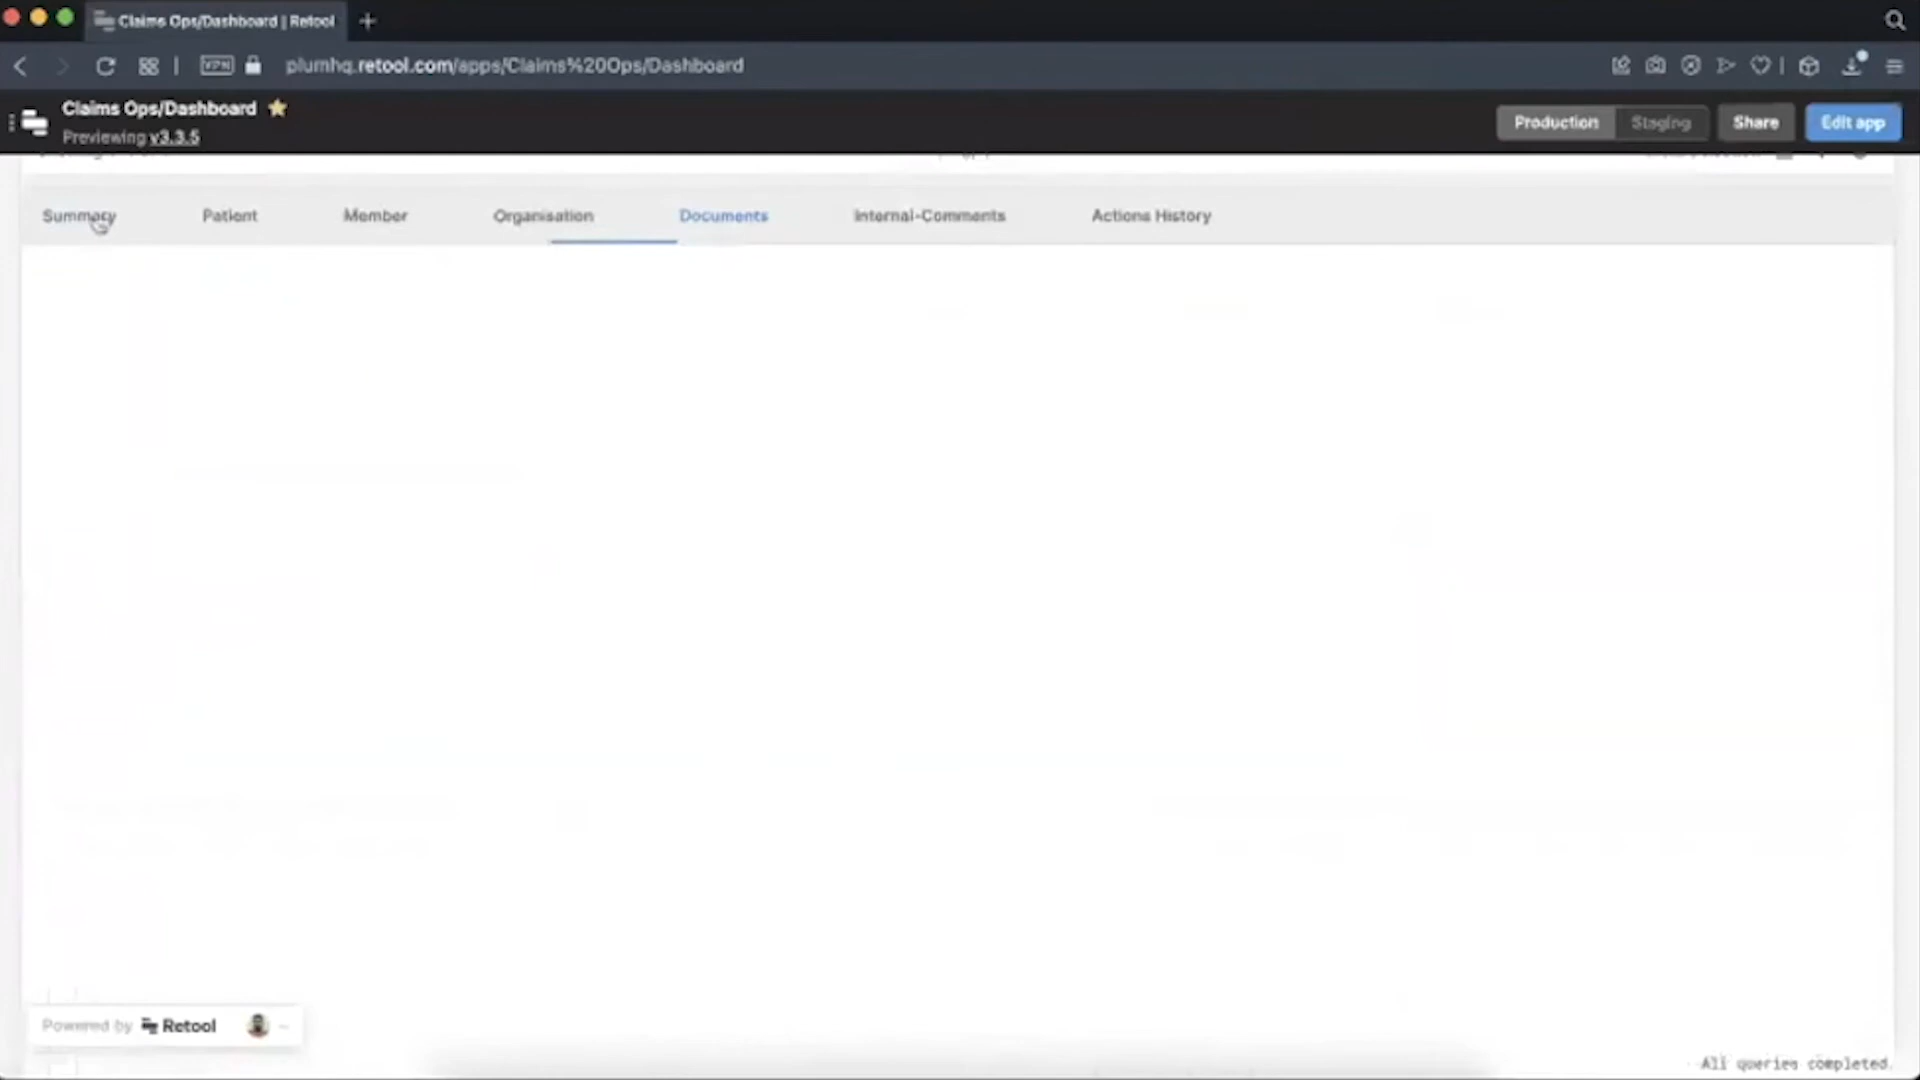 Claims Ops/Dashboard | Retool
VPN
plumhq.retool.com/apps/Claims%20Ops/Dashboard
Claims Ops/Dashboard
Previewing v3.3.5
Production
Staging
Share
Edit app
Summary
Patient
Member
Organisation
Documents
Internal-Comments
Actions History
Powered by Retool
All queries completed.